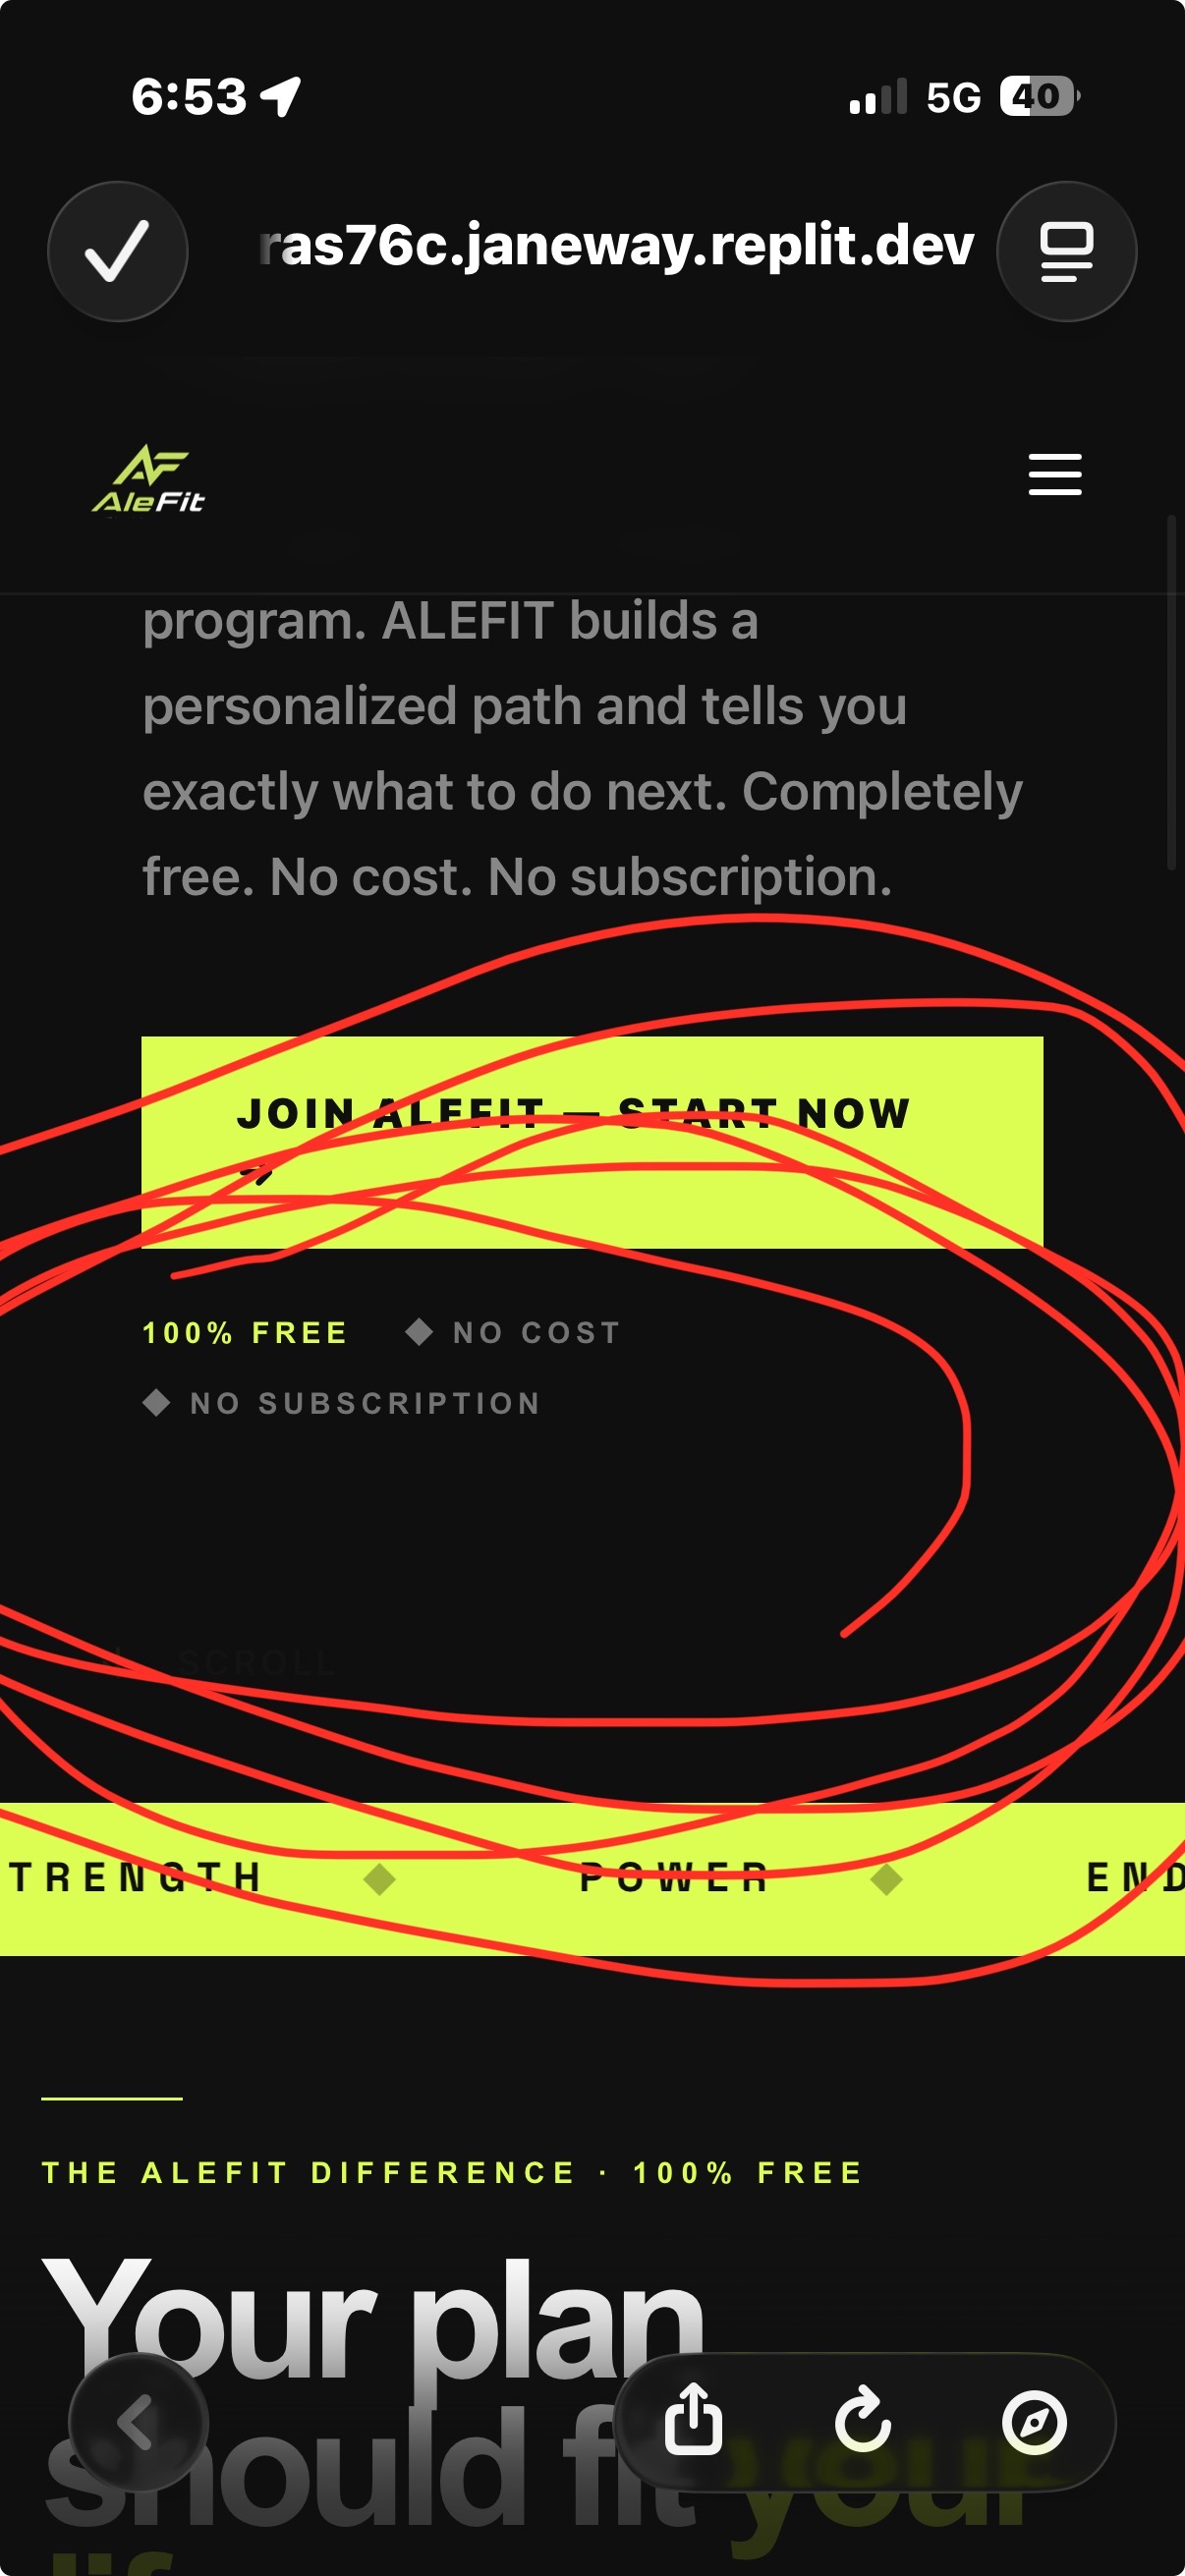 6:53
5G 40
ras76c.janeway.replit.dev
AF
AleFit
program. ALEFIT builds a
personalized path and tells you
exactly what to do next. Completely
free. No cost. No subscription.
JOIN ALEFIT — START NOW
→
100% FREE ◆ NO COST
◆ NO SUBSCRIPTION
SCROLL
TRENGTH ◆ POWER ◆ END
THE ALEFIT DIFFERENCE · 100% FREE
Your plan
should fit your